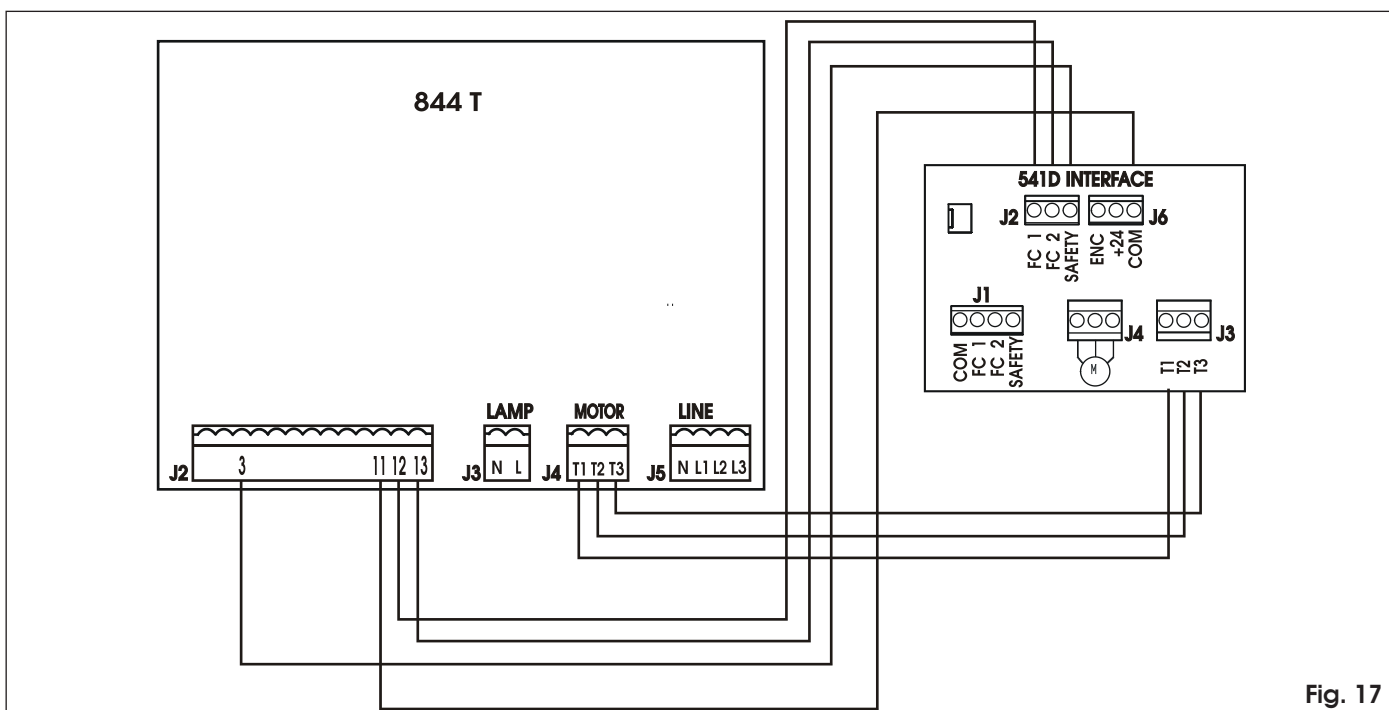 844 T
541D INTERFACE
J2
J6
FC 1
FC 2
SAFETY
ENC
+24
COM
J1
J4
J3
COM
FC 1
FC 2
SAFETY
M
T1
T2
T3
LAMP
MOTOR
LINE
J2
3
11 12 13
J3
N L
J4
T1 T2 T3
J5
N L1 L2 L3
Fig. 17